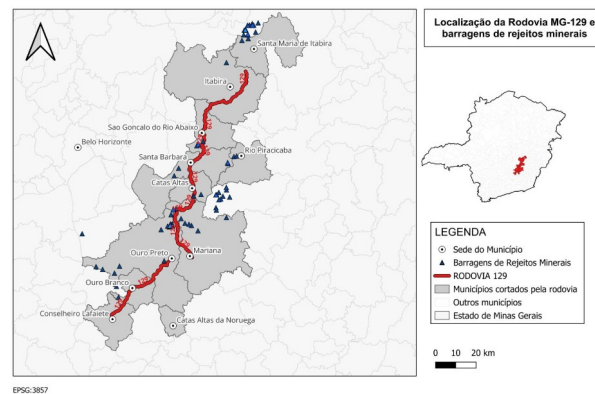 Localização da Rodovia MG-129 e
barragens de rejeitos minerais
Santa Maria de Itabira
Itabira
129
Sao Goncalo do Rio Abaixo
Belo Horizonte
Rio Piracicaba
Santa Barbara
Catas Altas
Ouro Preto
Mariana
Ouro Branco
Conselheiro Lafaiete
Catas Altas da Noruega
LEGENDA
Sede do Município
Barragens de Rejeitos Minerais
RODOVIA 129
Municípios cortados pela rodovia
Outros municípios
Estado de Minas Gerais
0 10 20 km
EPSG:3857